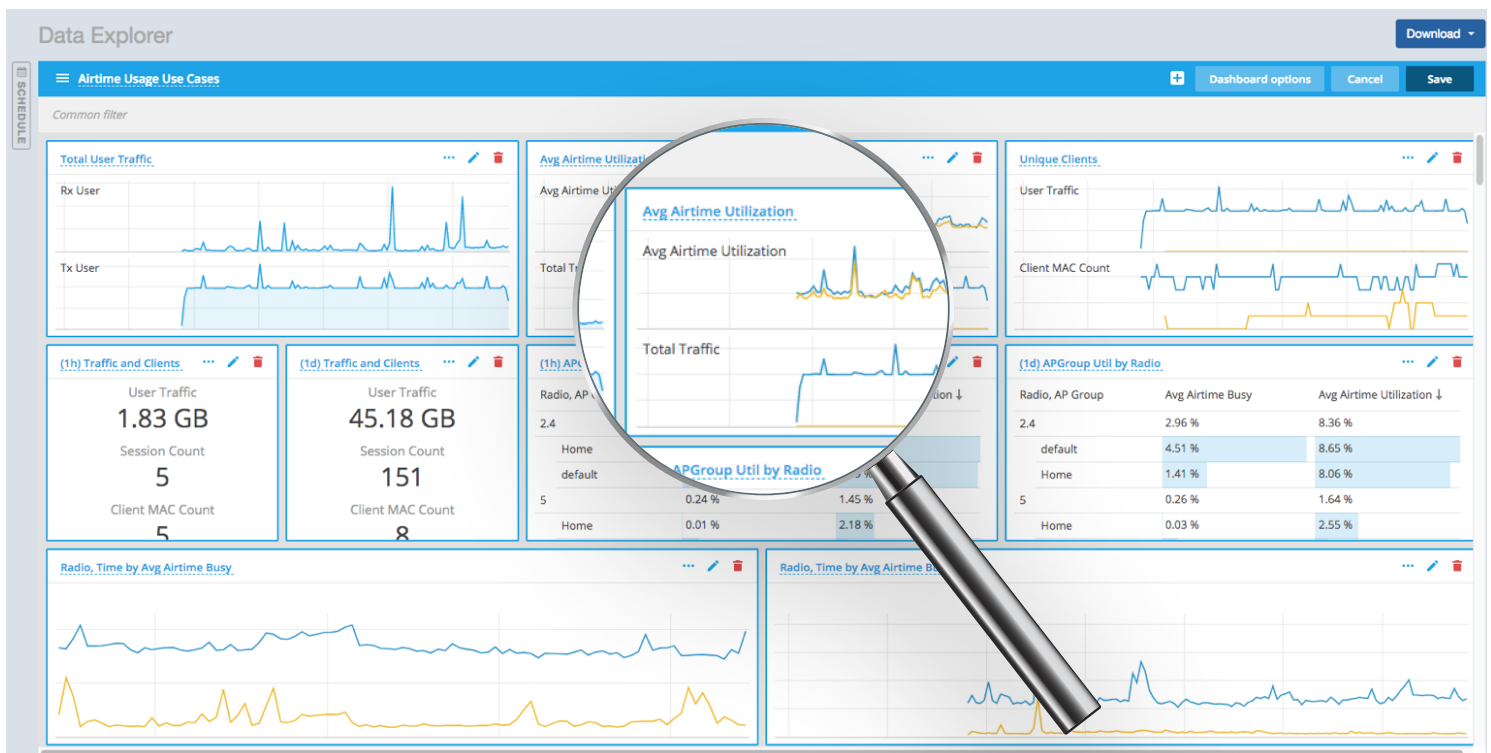 Data Explorer
Download
SCHEDULE
Airtime Usage Use Cases
Dashboard options
Cancel
Save
Common filter
Total User Traffic
Rx User
Tx User
Avg Airtime
Avg Airtime
Total
Avg Airtime Utilization
Avg Airtime Utilization
Total Traffic
APGroup Util by Radio
Unique Clients
User Traffic
Client MAC Count
(1h) Traffic and Clients
User Traffic
1.83 GB
Session Count
5
Client MAC Count
5
(1d) Traffic and Clients
User Traffic
45.18 GB
Session Count
151
Client MAC Count
8
(1h)
Radio, AP
2.4
Home
default
5 0.24 % 1.45 %
Home 0.01 % 2.18 %
(1d) APGroup Util by Radio
Radio, AP Group Avg Airtime Busy Avg Airtime Utilization ↓
2.4 2.96 % 8.36 %
default 4.51 % 8.65 %
Home 1.41 % 8.06 %
5 0.26 % 1.64 %
Home 0.03 % 2.55 %
Radio, Time by Avg Airtime Busy
Radio, Time by Avg Airtime